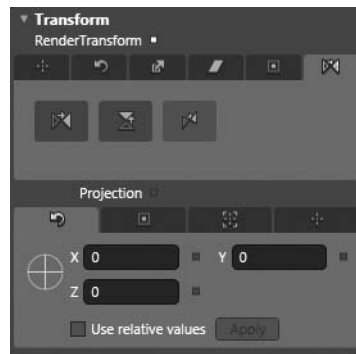 Transform
RenderTransform
Projection
X 0 Y 0
Z 0
Use relative values Apply